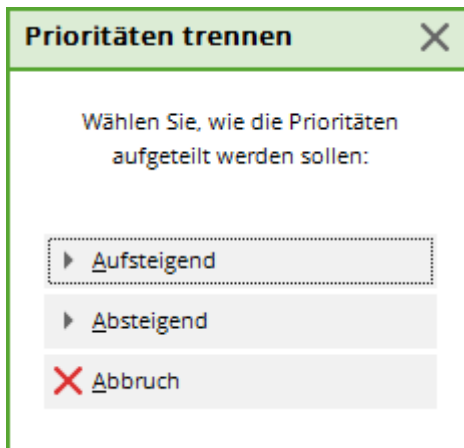 Prioritäten trennen
Wählen Sie, wie die Prioritäten
aufgeteilt werden sollen:
Aufsteigend
Absteigend
Abbruch